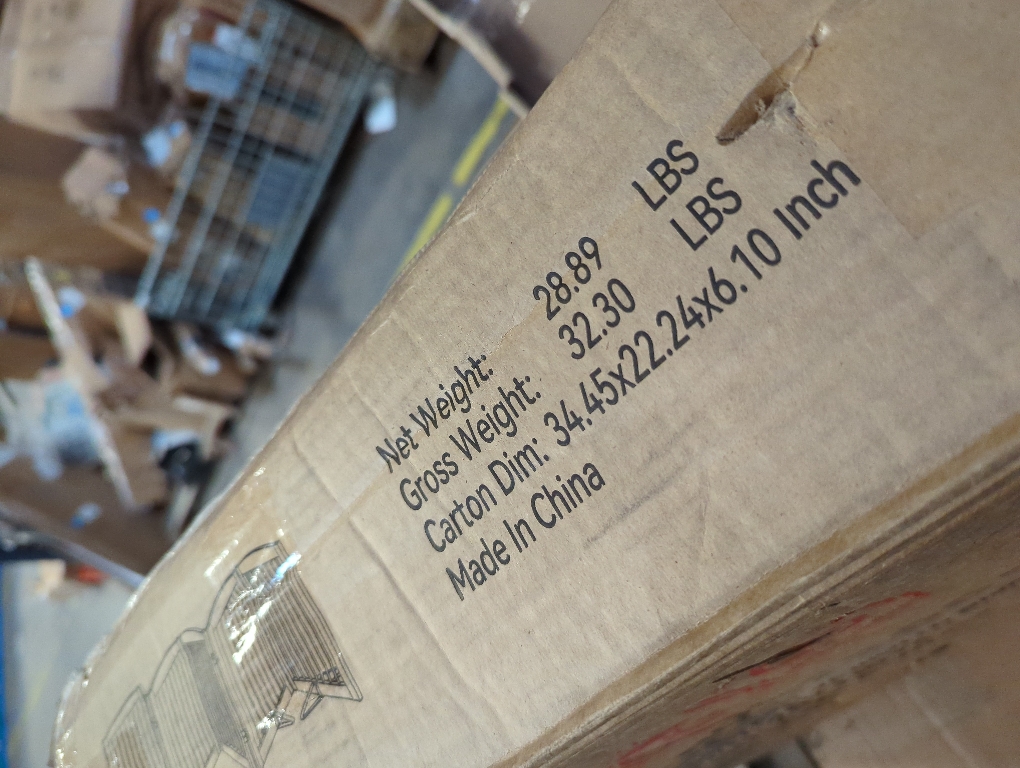 Net Weight: 28.89 LBS
Gross Weight: 32.30 LBS
Carton Dim: 34.45x22.24x6.10 Inch
Made In China